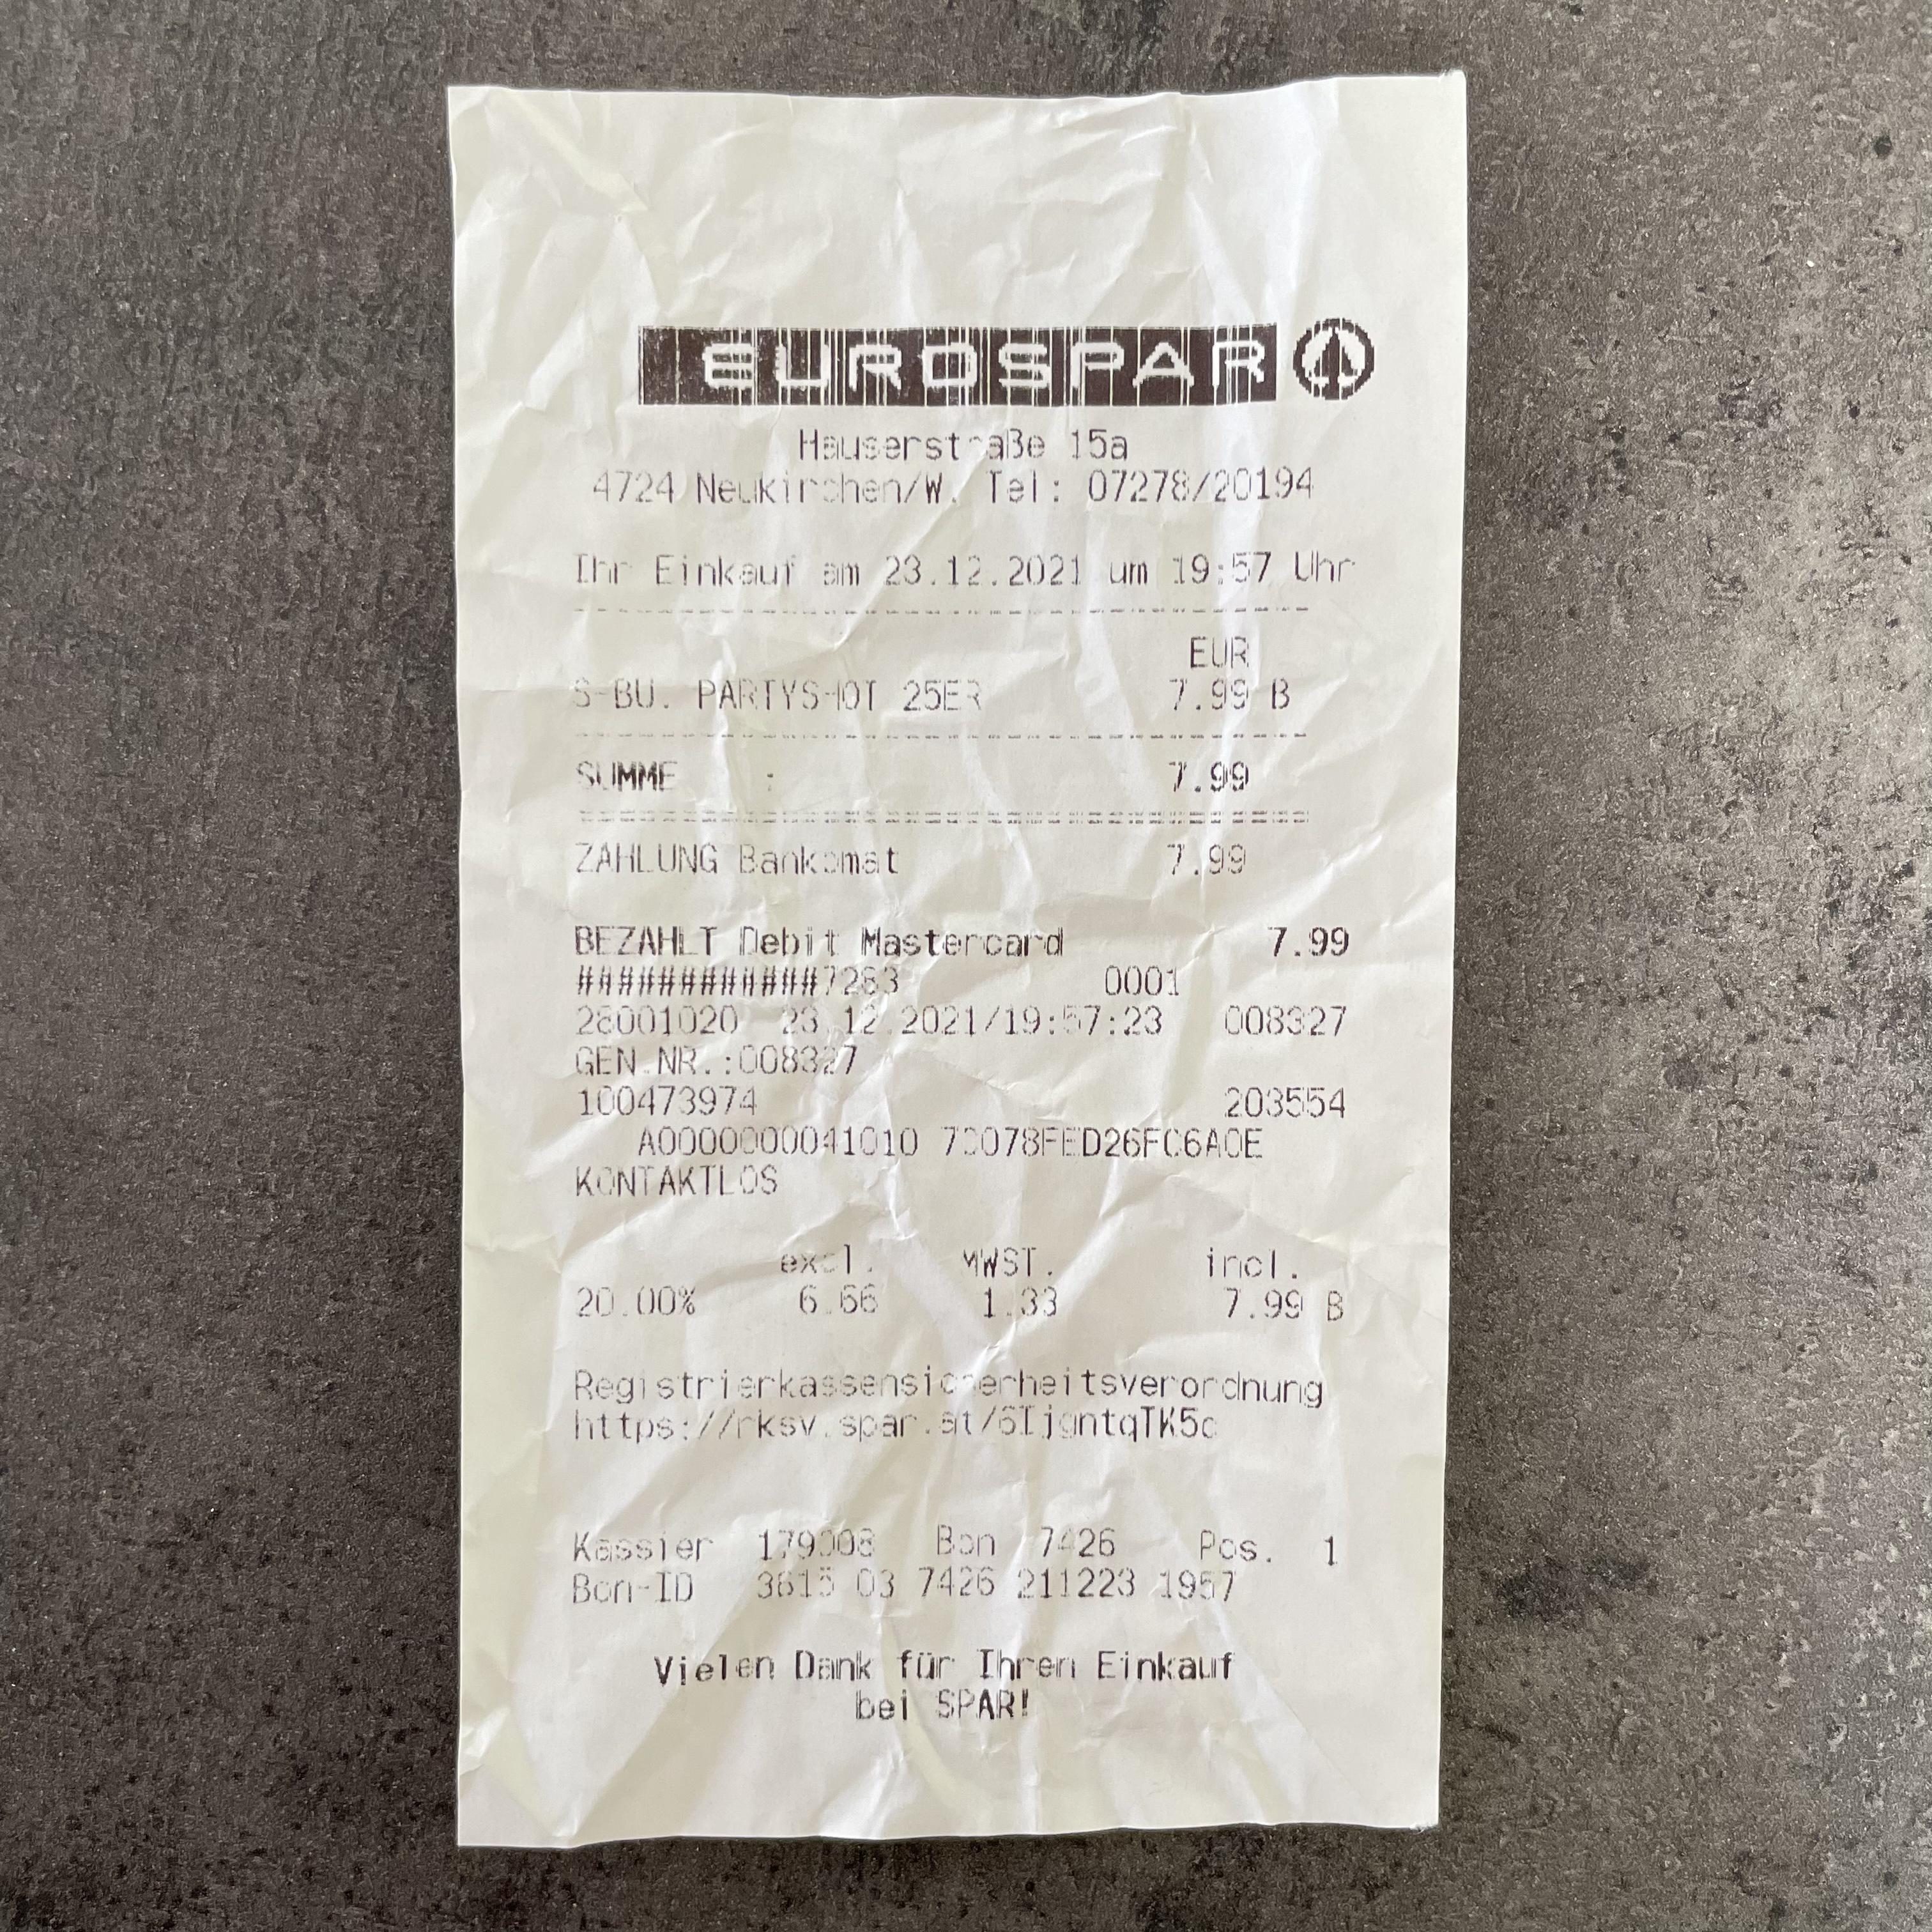 EUROSPAR
Hauserstraße 15a
4724 Neukirchen/W. Tel: 07278/20194
Ihr Einkauf am 23.12.2021 um 19:57 Uhr
EUR
S-BU. PARTYSHOT 25ER 7.99 B
SUMME : 7.99
ZAHLUNG Bankomat 7.99
BEZAHLT Debit Mastercard 7.99
############7283 0001
28001020 23.12.2021/19:57:23 008327
GEN.NR.:008327
100473974 203554
A0000000041010 70078FED26FC6A0E
KONTAKTLOS
excl. MWST. incl.
20.00% 6.66 1.33 7.99 B
Registrierkassensicherheitsverordnung
https://rksv.spar.at/6IjgntqTK5c
Kassier 179008 Bon 7426 Pos. 1
Bon-ID 3615 03 7426 211223 1957
Vielen Dank für Ihren Einkauf
bei SPAR!